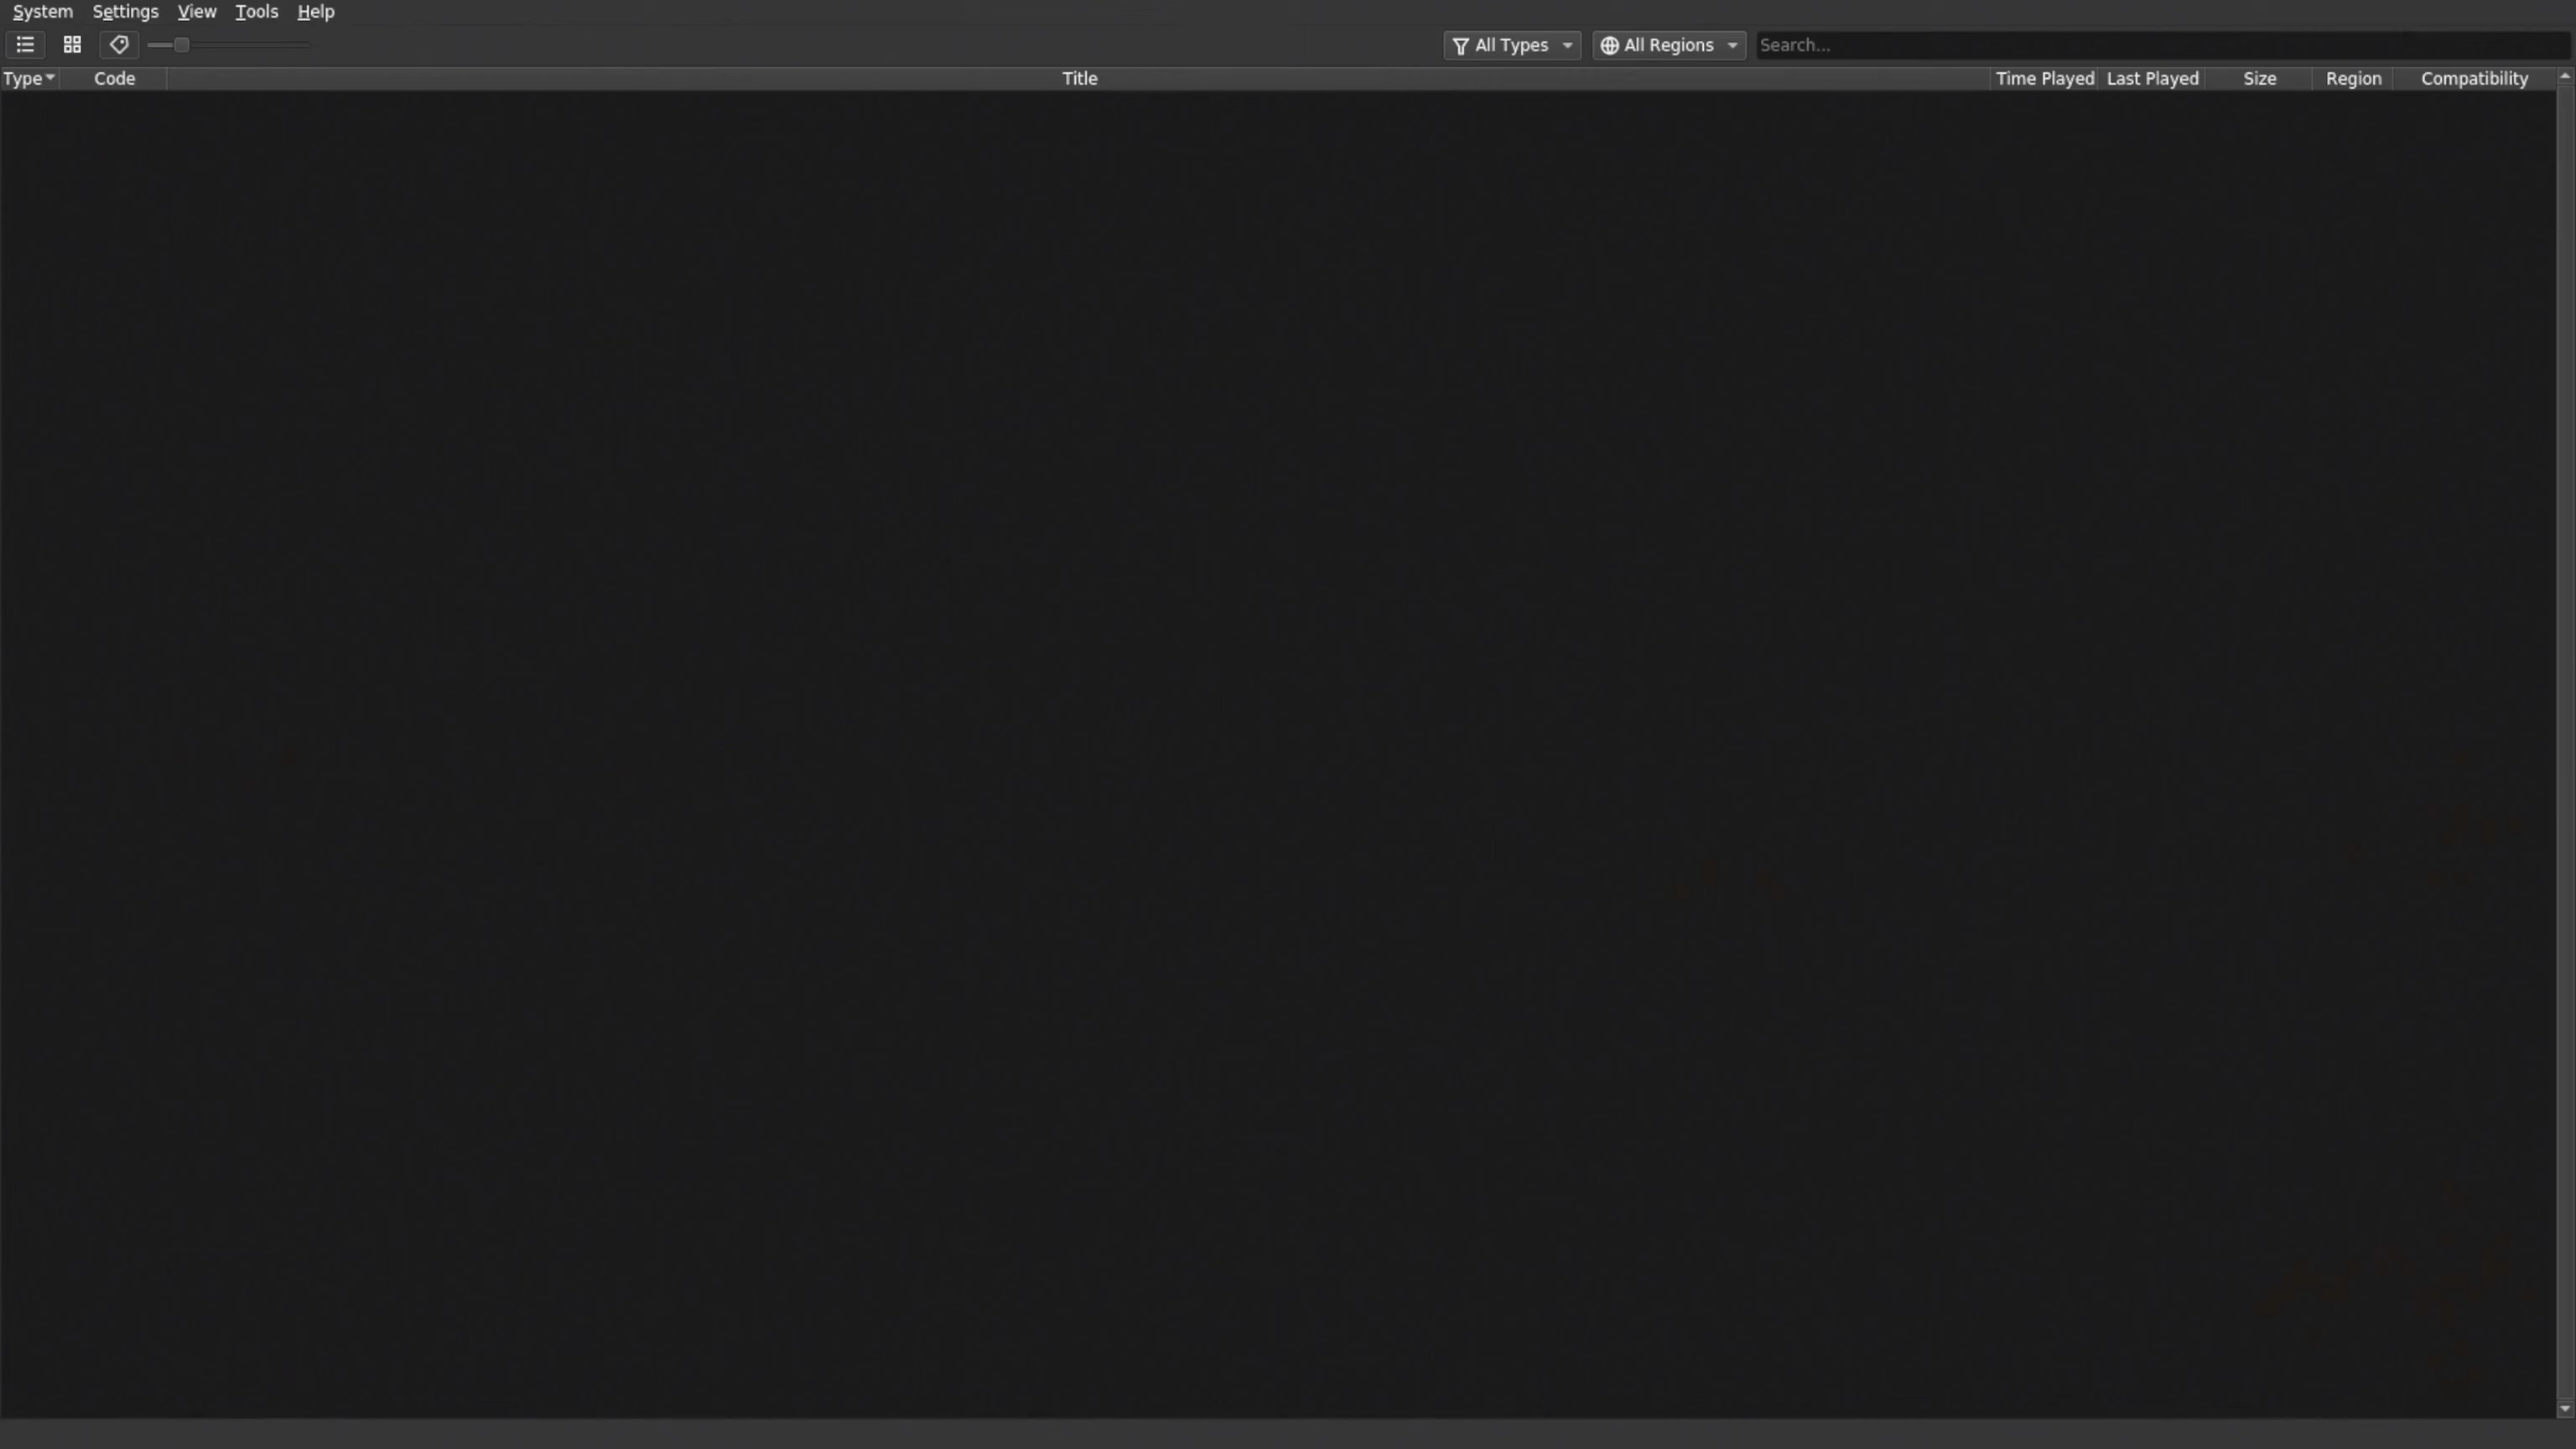 System Settings View Tools Help
All Types All Regions Search...
Type Code Title Time Played Last Played Size Region Compatibility